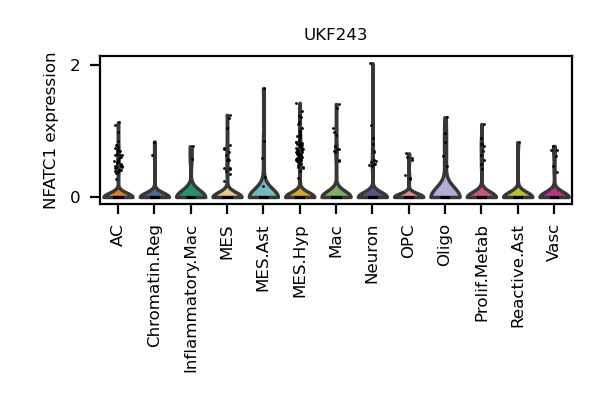 UKF243
NFATC1 expression
2
0
AC
Chromatin.Reg
Inflammatory.Mac
MES
MES.Ast
MES.Hyp
Mac
Neuron
OPC
Oligo
Prolif.Metab
Reactive.Ast
Vasc